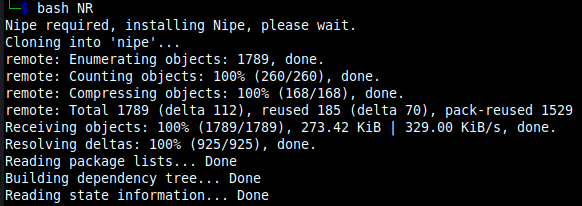 └─$ bash NR
Nipe required, installing Nipe, please wait.
Cloning into 'nipe'...
remote: Enumerating objects: 1789, done.
remote: Counting objects: 100% (260/260), done.
remote: Compressing objects: 100% (168/168), done.
remote: Total 1789 (delta 112), reused 185 (delta 70), pack-reused 1529
Receiving objects: 100% (1789/1789), 273.42 KiB | 329.00 KiB/s, done.
Resolving deltas: 100% (925/925), done.
Reading package lists... Done
Building dependency tree... Done
Reading state information... Done